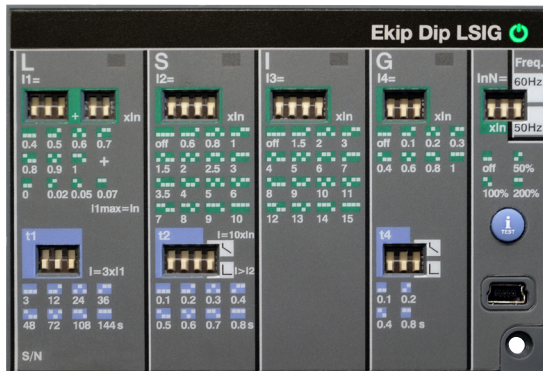 Ekip Dip LSIG
L
I1=
+
xIn
0.4 0.5 0.6 0.7
0.8 0.9 1 +
0 0.02 0.05 0.07
I1max=In
t1
I=3xI1
3 12 24 36
48 72 108 144s
S/N
S
I2=
xIn
off 0.6 0.8 1
1.5 2 2.5 3
3.5 4 5 6
7 8 9 10
t2
I=10xIn
I>I2
0.1 0.2 0.3 0.4
0.5 0.6 0.7 0.8s
I
I3=
xIn
off 1.5 2 3
4 5 6 7
8 9 10 11
12 13 14 15
G
I4=
xIn
off 0.1 0.2 0.3
0.4 0.6 0.8 1
t4
0.1 0.2
0.4 0.8s
InN=
Freq.
60Hz
50Hz
xIn
off 50%
100% 200%
i
TEST